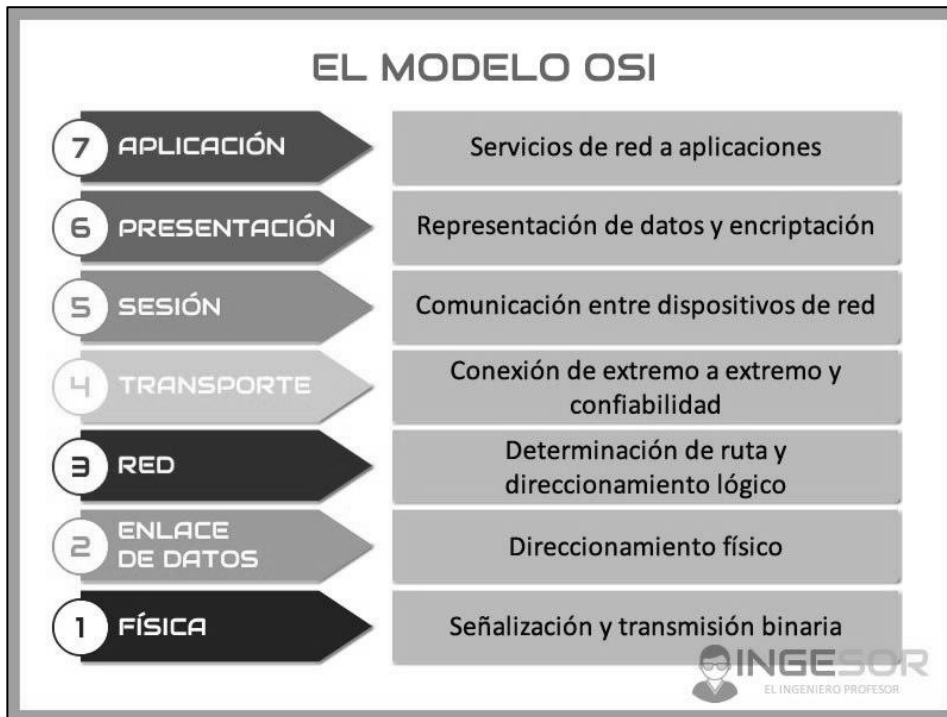 EL MODELO OSI
7 APLICACIÓN
Servicios de red a aplicaciones
6 PRESENTACIÓN
Representación de datos y encriptación
5 SESIÓN
Comunicación entre dispositivos de red
4 TRANSPORTE
Conexión de extremo a extremo y
confiabilidad
3 RED
Determinación de ruta y
direccionamiento lógico
2 ENLACE
DE DATOS
Direccionamiento físico
1 FÍSICA
Señalización y transmisión binaria
INGESOR
EL INGENIERO PROFESOR